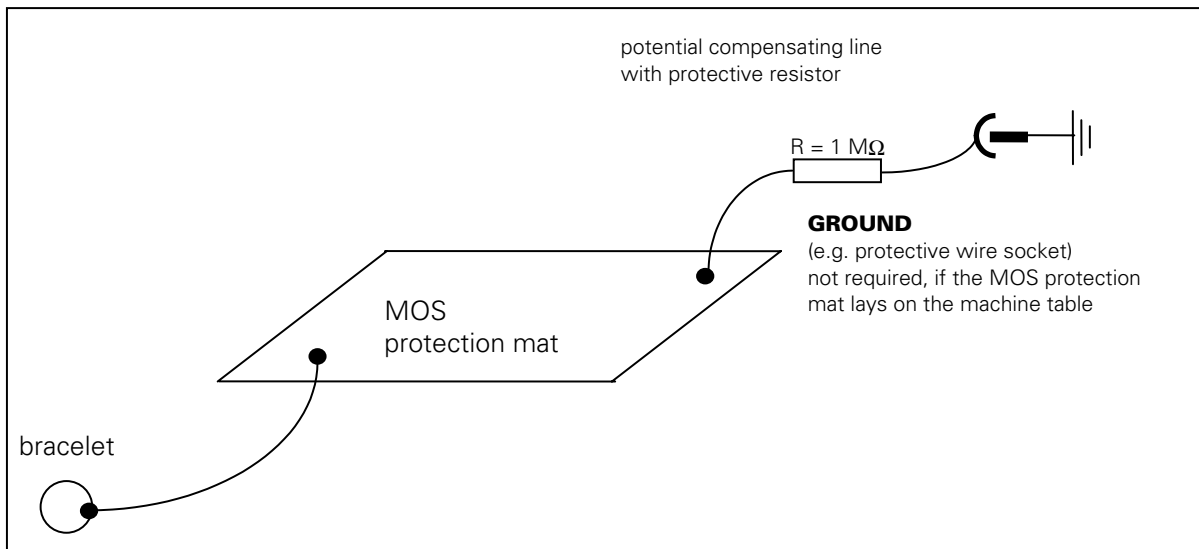 potential compensating line
with protective resistor
R = 1 MΩ
GROUND
(e.g. protective wire socket)
not required, if the MOS protection
mat lays on the machine table
MOS
protection mat
bracelet